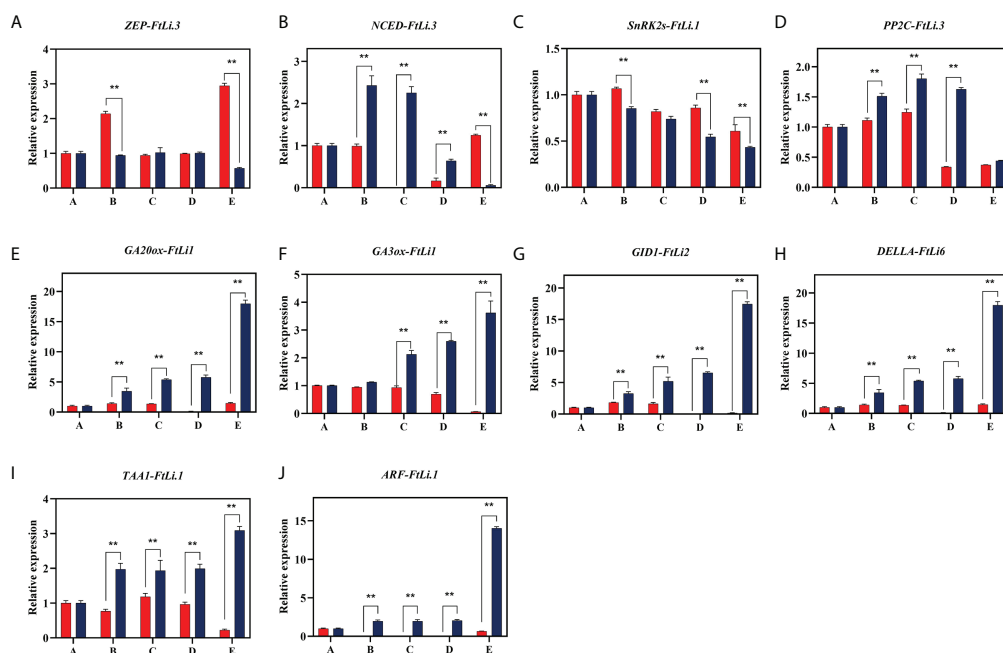 A
ZEP-FtLi.3
Relative expression
4
3
2
1
0
A B C D E
** **
B
NCED-FtLi.3
Relative expression
3
2
1
0
A B C D E
** ** ** **
C
SnRK2s-FtLi.1
Relative expression
1.5
1.0
0.5
0.0
A B C D E
** ** **
D
PP2C-FtLi.3
Relative expression
2.0
1.5
1.0
0.5
0.0
A B C D E
** ** **
E
GA20ox-FtLi1
Relative expression
20
15
10
5
0
A B C D E
** ** ** **
F
GA3ox-FtLi1
Relative expression
5
4
3
2
1
0
A B C D E
** ** **
G
GID1-FtLi2
Relative expression
20
15
10
5
0
A B C D E
** ** ** **
H
DELLA-FtLi6
Relative expression
20
15
10
5
0
A B C D E
** ** ** **
I
TAA1-FtLi.1
Relative expression
4
3
2
1
0
A B C D E
** ** ** **
J
ARF-FtLi.1
Relative expression
15
10
5
0
A B C D E
** ** ** **